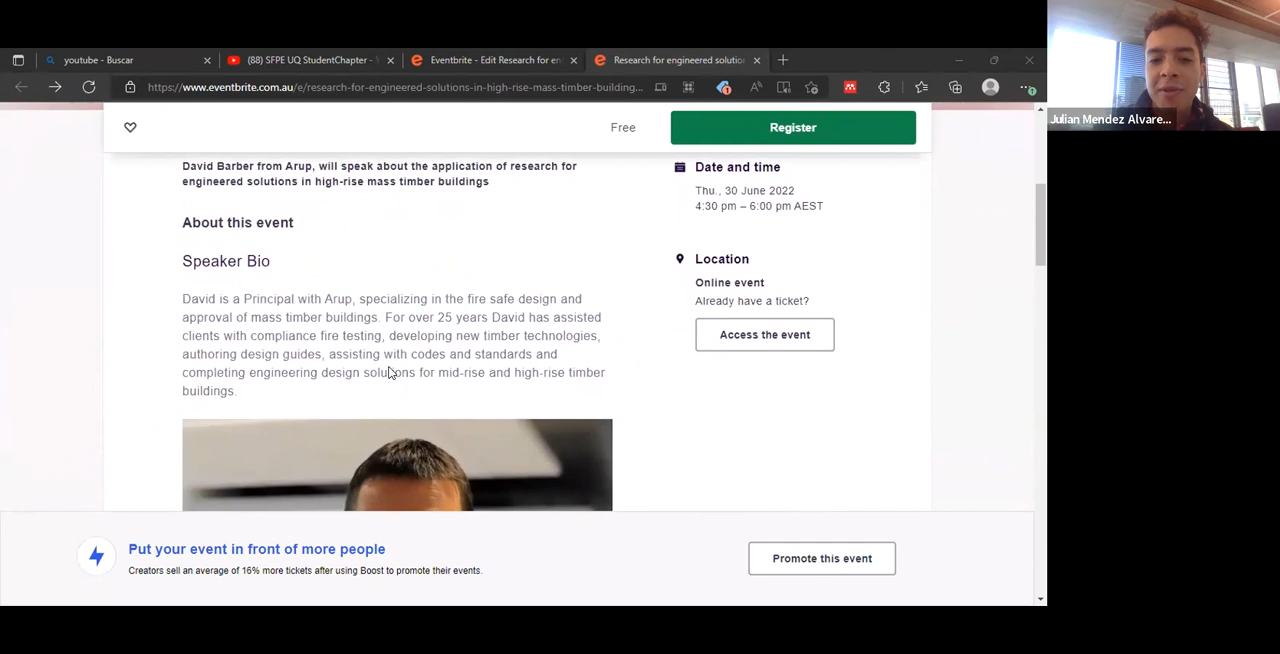 youtube - Buscar
(88) SFPE UQ StudentChapter -
Eventbrite - Edit Research for en
Research for engineered solution
https://www.eventbrite.com.au/e/research-for-engineered-solutions-in-high-rise-mass-timber-building...
Free
Register
David Barber from Arup, will speak about the application of research for
engineered solutions in high-rise mass timber buildings
About this event
Speaker Bio
David is a Principal with Arup, specializing in the fire safe design and
approval of mass timber buildings. For over 25 years David has assisted
clients with compliance fire testing, developing new timber technologies,
authoring design guides, assisting with codes and standards and
completing engineering design solutions for mid-rise and high-rise timber
buildings.
Date and time
Thu., 30 June 2022
4:30 pm – 6:00 pm AEST
Location
Online event
Already have a ticket?
Access the event
Put your event in front of more people
Creators sell an average of 16% more tickets after using Boost to promote their events.
Promote this event
Julian Mendez Alvare...